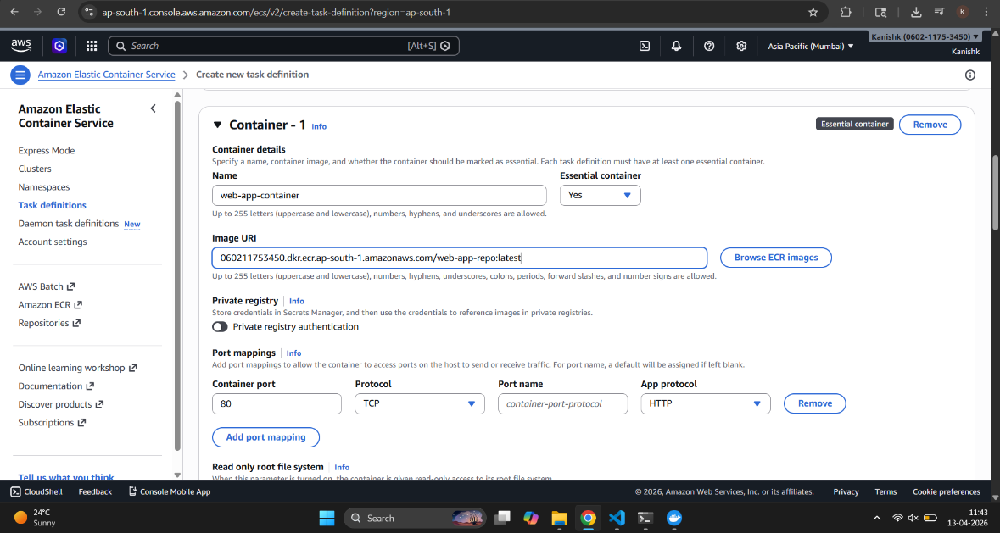 ap-south-1.console.aws.amazon.com/ecs/v2/create-task-definition?region=ap-south-1
K
aws
Search
[Alt+S]
Asia Pacific (Mumbai)
Kanishk (0602-1175-3450)
Kanishk
Amazon Elastic Container Service
Create new task definition
Amazon Elastic
Container Service
Express Mode
Clusters
Namespaces
Task definitions
Daemon task definitions New
Account settings
AWS Batch
Amazon ECR
Repositories
Online learning workshop
Documentation
Discover products
Subscriptions
Tell us what you think
Container - 1 Info
Essential container
Remove
Container details
Specify a name, container image, and whether the container should be marked as essential. Each task definition must have at least one essential container.
Name
Essential container
web-app-container
Yes
Up to 255 letters (uppercase and lowercase), numbers, hyphens, and underscores are allowed.
Image URI
060211753450.dkr.ecr.ap-south-1.amazonaws.com/web-app-repo:latest
Browse ECR images
Up to 255 letters (uppercase and lowercase), numbers, hyphens, underscores, colons, periods, forward slashes, and number signs are allowed.
Private registry Info
Store credentials in Secrets Manager, and then use the credentials to reference images in private registries.
Private registry authentication
Port mappings Info
Add port mappings to allow the container to access ports on the host to send or receive traffic. For port name, a default will be assigned if left blank.
Container port
Protocol
Port name
App protocol
80
TCP
container-port-protocol
HTTP
Remove
Add port mapping
Read only root file system Info
When this parameter is turned on, the container is given read-only access to its root file system.
CloudShell
Feedback
Console Mobile App
© 2026, Amazon Web Services, Inc. or its affiliates.
Privacy
Terms
Cookie preferences
24°C
Sunny
Search
11:43
13-04-2026